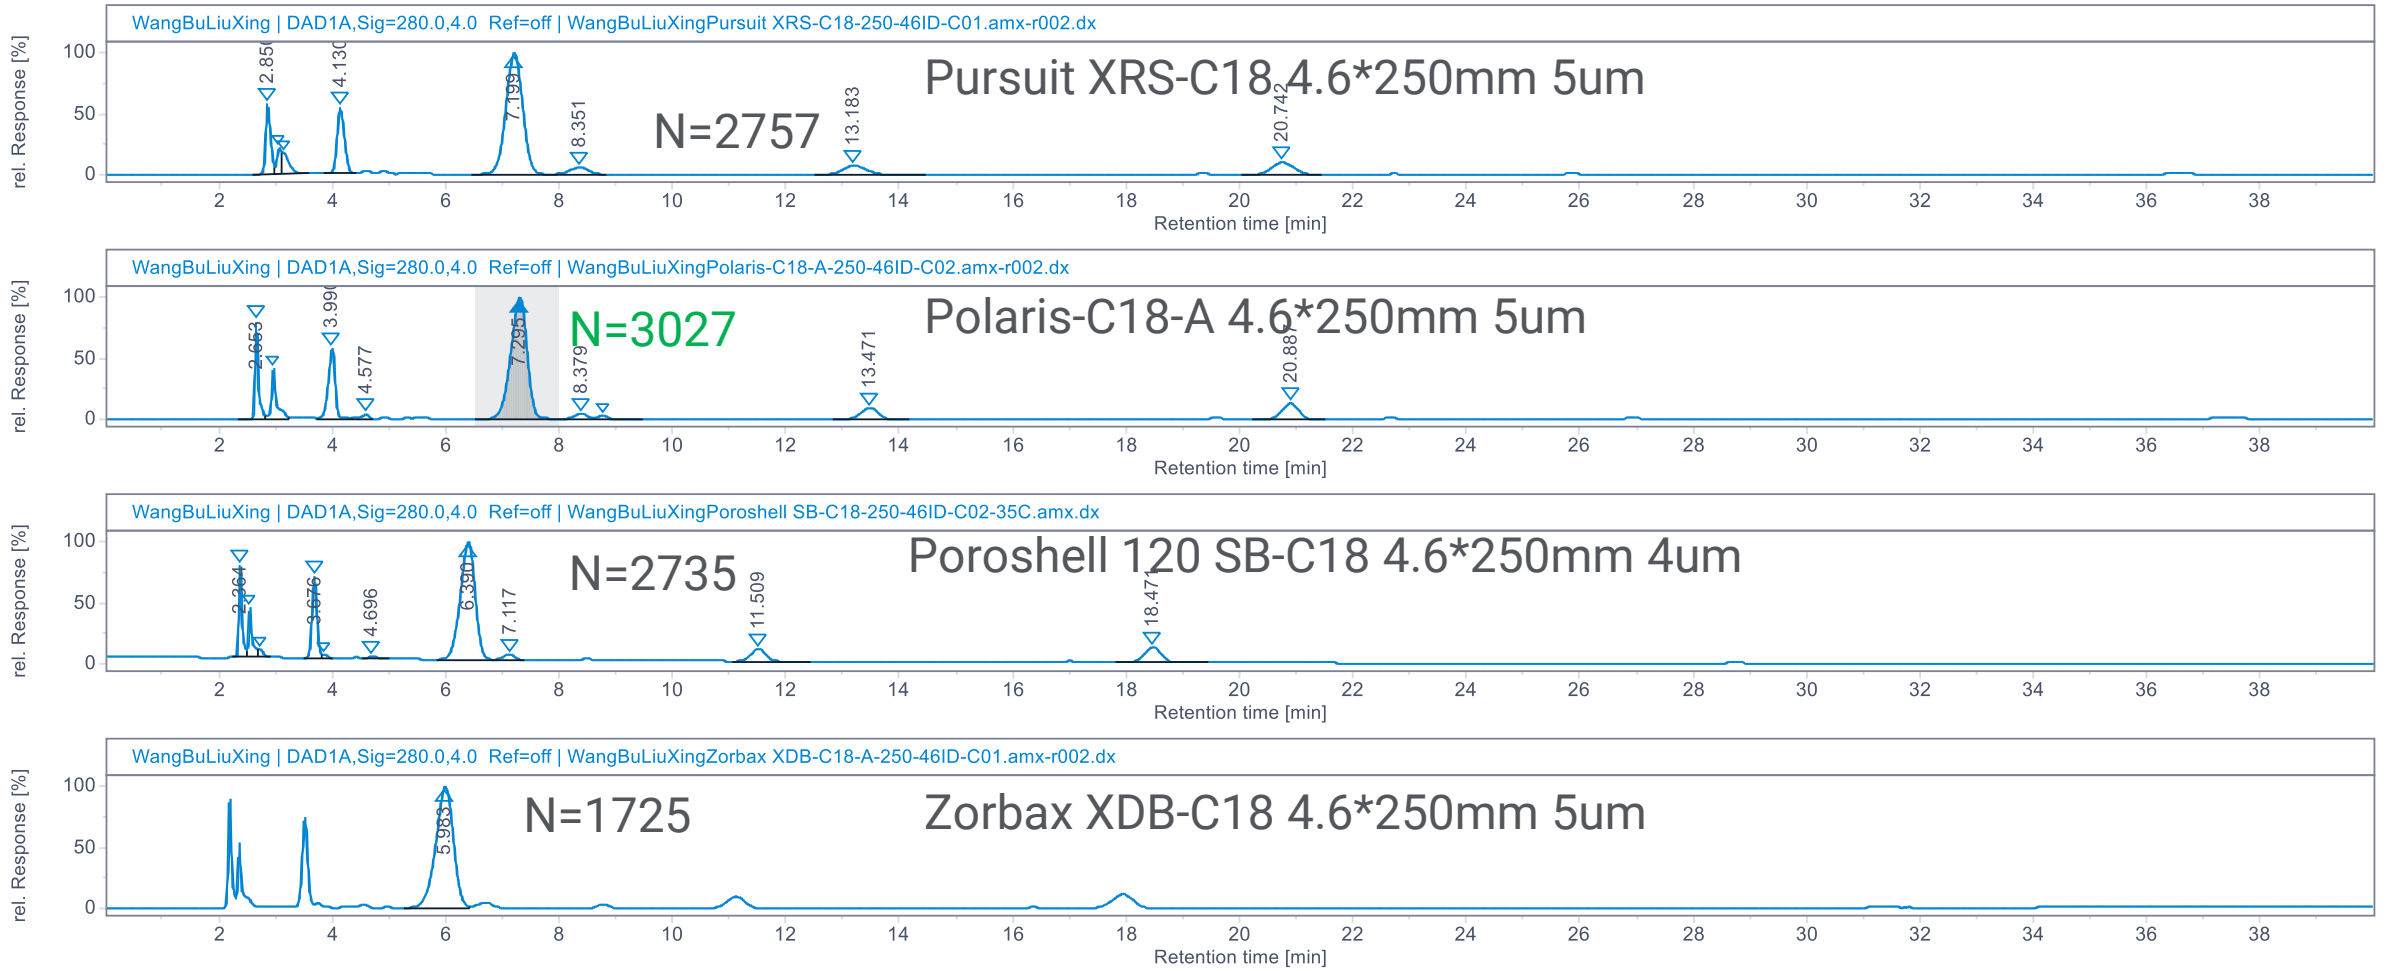 WangBuLiuXing | DAD1A,Sig=280.0,4.0 Ref=off | WangBuLiuXingPursuit XRS-C18-250-46ID-C01.amx-r002.dx
rel. Response [%]
100
50
0
4.130
7.199
8.351
13.183
20.742
N=2757
Pursuit XRS-C18 4.6*250mm 5um
2 4 6 8 10 12 14 16 18 20 22 24 26 28 30 32 34 36 38
Retention time [min]
WangBuLiuXing | DAD1A,Sig=280.0,4.0 Ref=off | WangBuLiuXingPolaris-C18-A-250-46ID-C02.amx-r002.dx
rel. Response [%]
100
50
0
2.653
3.990
4.577
7.295
8.379
13.471
20.887
N=3027
Polaris-C18-A 4.6*250mm 5um
2 4 6 8 10 12 14 16 18 20 22 24 26 28 30 32 34 36 38
Retention time [min]
WangBuLiuXing | DAD1A,Sig=280.0,4.0 Ref=off | WangBuLiuXingPoroshell SB-C18-250-46ID-C02-35C.amx.dx
rel. Response [%]
100
50
0
2.364
3.676
4.696
6.390
7.117
11.509
18.471
N=2735
Poroshell 120 SB-C18 4.6*250mm 4um
2 4 6 8 10 12 14 16 18 20 22 24 26 28 30 32 34 36 38
Retention time [min]
WangBuLiuXing | DAD1A,Sig=280.0,4.0 Ref=off | WangBuLiuXingZorbax XDB-C18-A-250-46ID-C01.amx-r002.dx
rel. Response [%]
100
50
0
5.983
N=1725
Zorbax XDB-C18 4.6*250mm 5um
2 4 6 8 10 12 14 16 18 20 22 24 26 28 30 32 34 36 38
Retention time [min]